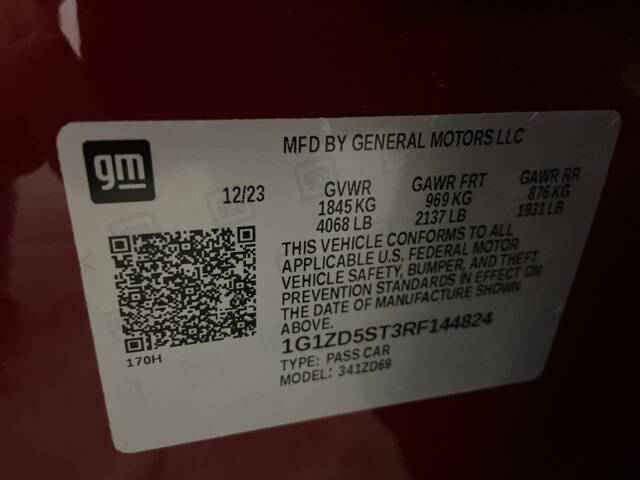 gm
MFD BY GENERAL MOTORS LLC
12/23
GVWR
1845 KG
4068 LB
GAWR FRT
969 KG
2137 LB
GAWR RR
876 KG
1931 LB
THIS VEHICLE CONFORMS TO ALL
APPLICABLE U.S. FEDERAL MOTOR
VEHICLE SAFETY, BUMPER, AND THEFT
PREVENTION STANDARDS IN EFFECT ON
THE DATE OF MANUFACTURE SHOWN
ABOVE.
1G1ZD5ST3RF144824
TYPE: PASS CAR
MODEL: 341ZD69
170H